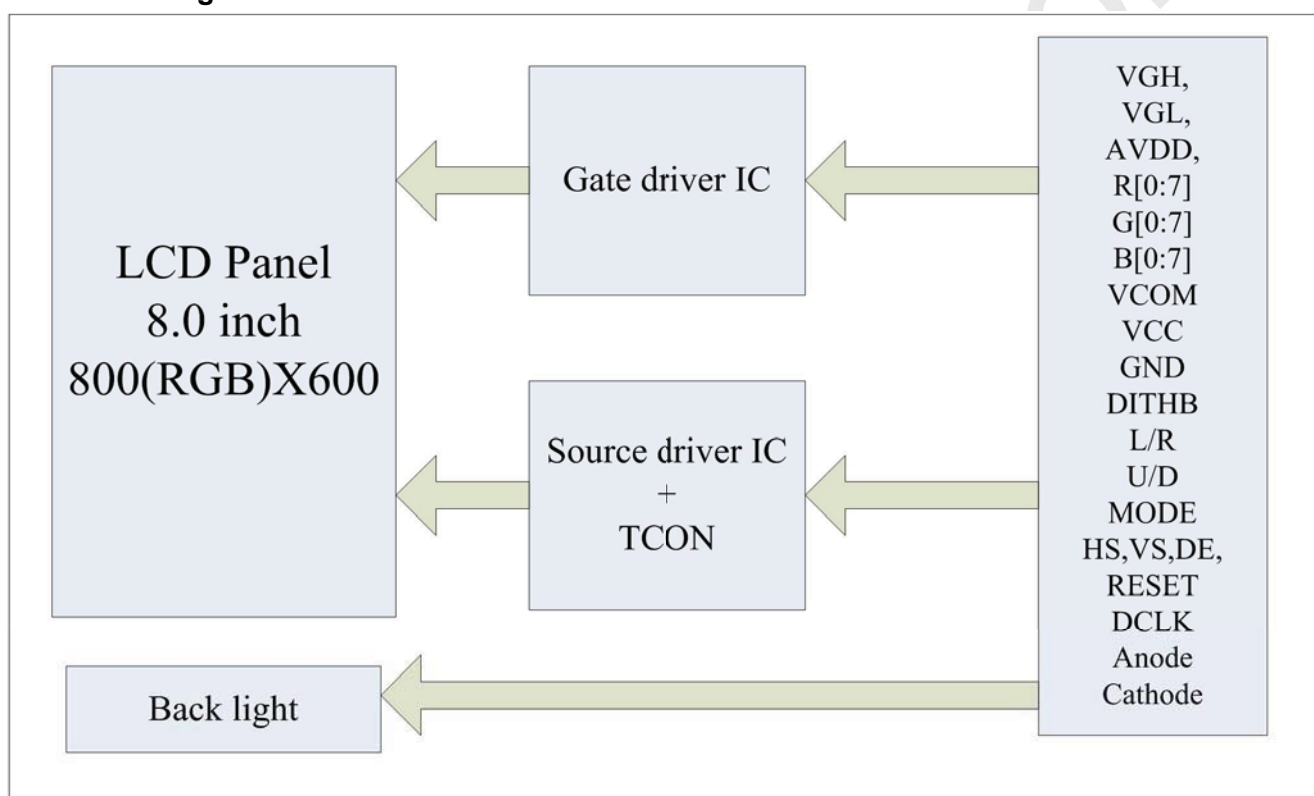 LCD Panel
8.0 inch
800(RGB)X600
Gate driver IC
Source driver IC
+
TCON
Back light
VGH,
VGL,
AVDD,
R[0:7]
G[0:7]
B[0:7]
VCOM
VCC
GND
DITHB
L/R
U/D
MODE
HS,VS,DE,
RESET
DCLK
Anode
Cathode